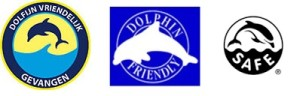 DOLFIJN VRIENDELIJK
GEVANGEN
DOLPHIN
FRIENDLY
SAFE®